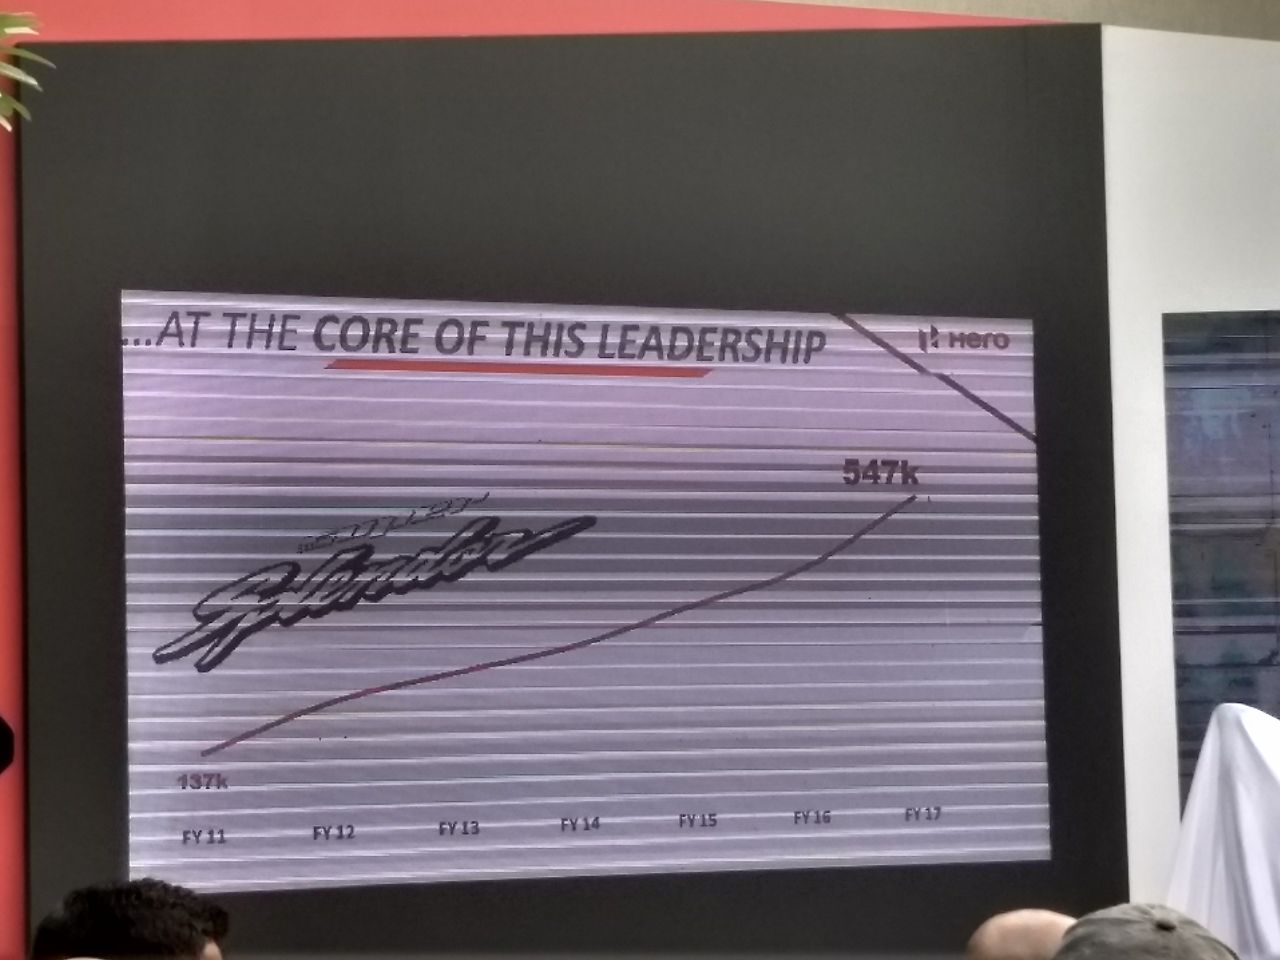 ...AT THE CORE OF THIS LEADERSHIP
Hero
547k
Splendor
137k
FY 11 FY 12 FY 13 FY 14 FY 15 FY 16 FY 17